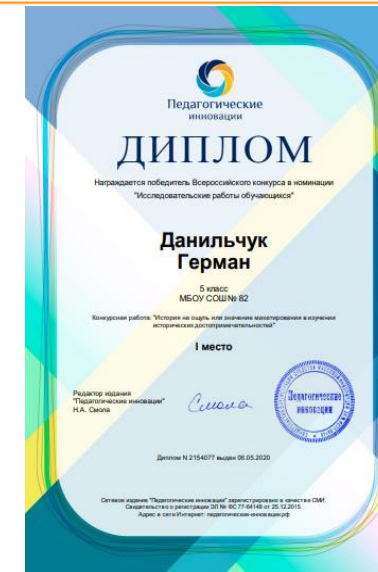 Педагогические
инновации
ДИПЛОМ
Награждается победитель Всероссийского конкурса в номинации
"Исследовательские работы обучающихся"
Данильчук
Герман
5 класс
МБОУ СОШ № 82
Конкурсная работа: "История на ощупь или значение макетирования в изучении
исторических достопримечательностей"
I место
Редактор издания
"Педагогические инновации"
Н.А. Смола
Педагогические
инновации
Диплом N 2154077 выдан 06.05.2020
Сетевое издание "Педагогические инновации" зарегистрировано в качестве СМИ.
Свидетельство о регистрации ЭЛ № ФС 77-64148 от 25.12.2015.
Адрес в сети Интернет: педагогические-инновации.рф